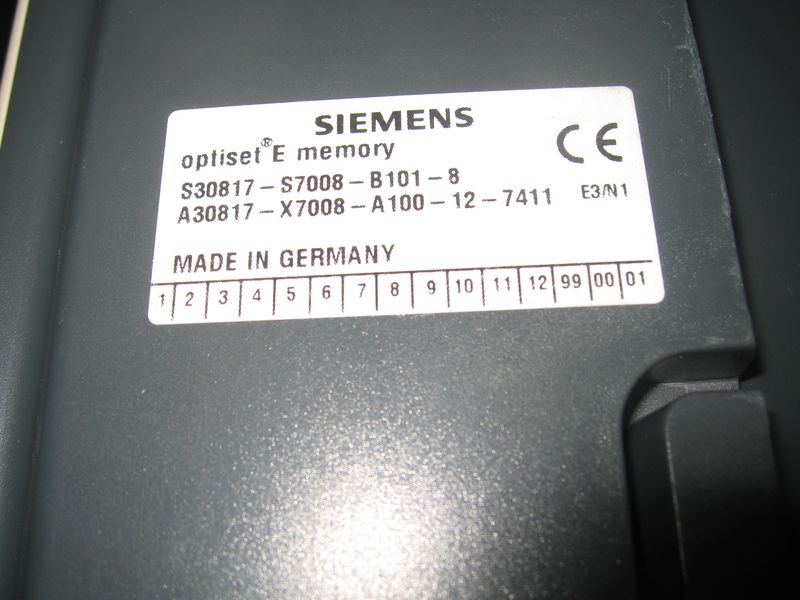 SIEMENS
optiset® E memory
CE
S30817-S7008-B101-8
A30817-X7008-A100-12-7411 E3/N1
MADE IN GERMANY
1 2 3 4 5 6 7 8 9 10 11 12 99 00 01